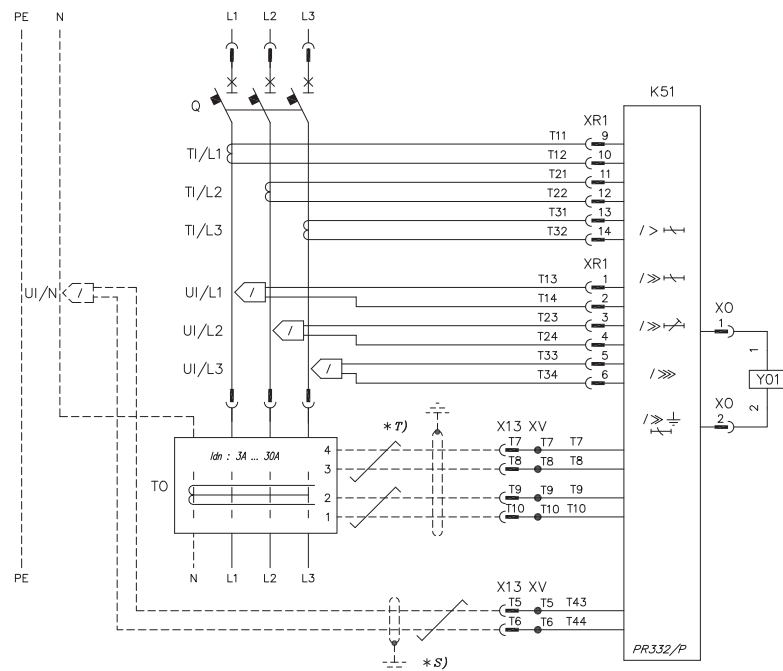 PE N L1 L2 L3
K51
Q
XR1
T11 9
TI/L1
T12 10
T21 11
TI/L2
T22 12
T31 13
TI/L3
T32 14
/>
XR1
UI/N / UI/L1 / T13 1
/>>
T14 2
XO
UI/L2 / T23 3
/>>
1
T24 4
UI/L3 / T33 5
1
T34 6
/>>>
Y01
2
XO
/>>
2
*T)
X13 XV
Idn : 3A ... 30A
4 T7 T7 T7
3 T8 T8 T8
TO
2 T9 T9 T9
1 T10 T10 T10
PE N L1 L2 L3
X13 XV
T5 T5 T43
T6 T6 T44
PR332/P
*S)